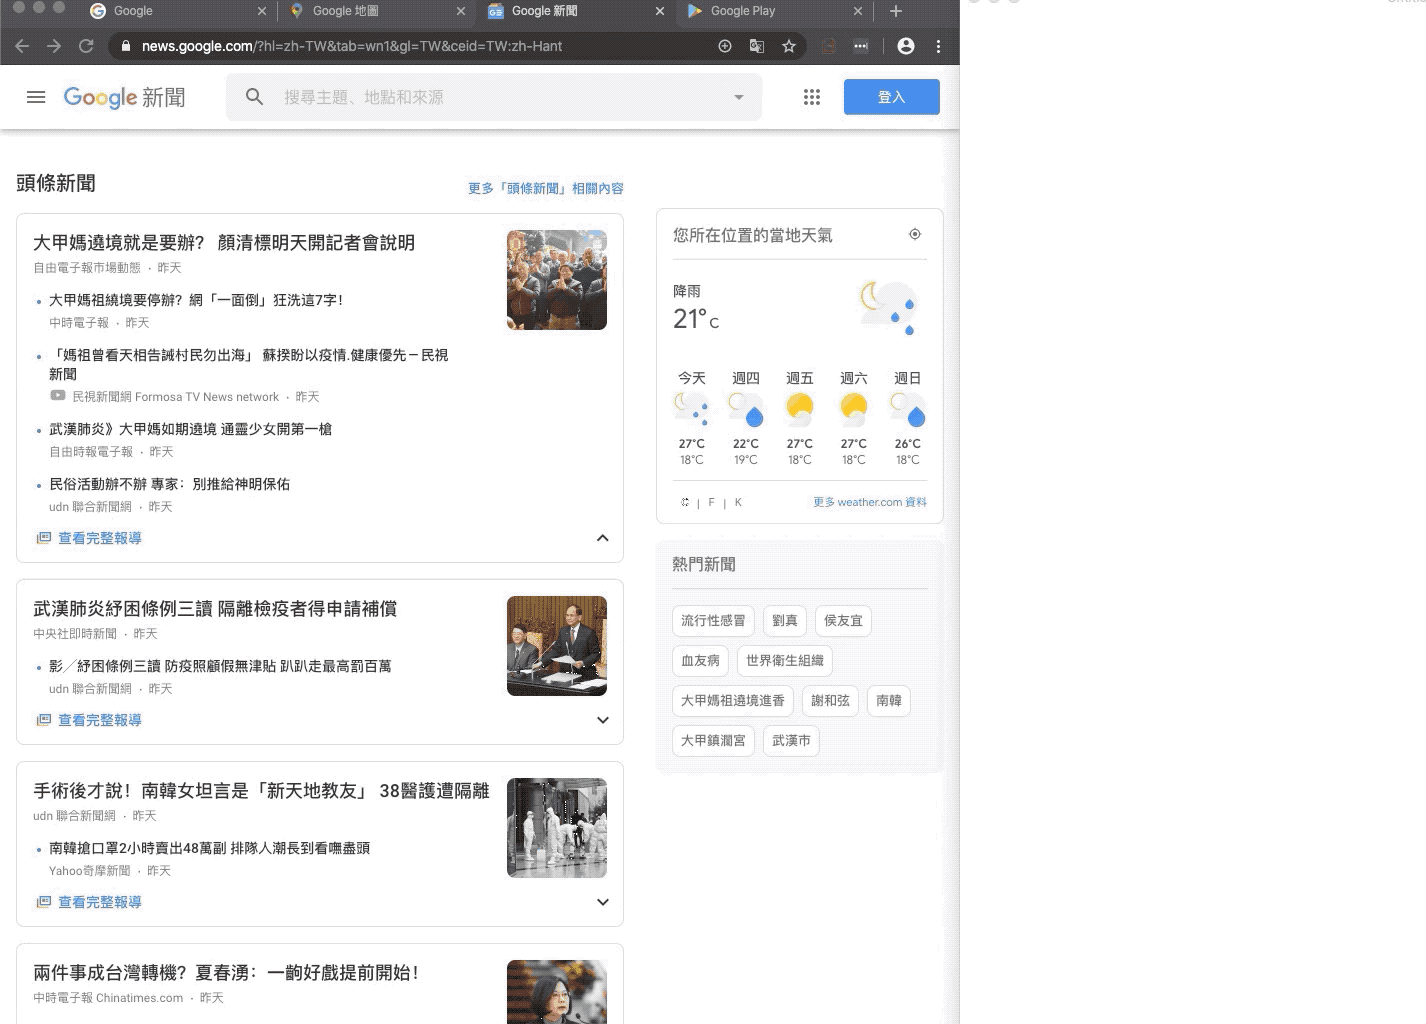 Google
Google 地圖
Google 新聞
Google Play
news.google.com/?hl=zh-TW&tab=wn1&gl=TW&ceid=TW:zh-Hant
Google 新聞
搜尋主題、地點和來源
登入
頭條新聞
更多「頭條新聞」相關內容
大甲媽遶境就是要辦？ 顏清標明天開記者會說明
自由電子報市場動態 · 昨天
大甲媽祖繞境要停辦？網「一面倒」狂洗這7字！
中時電子報 · 昨天
「媽祖曾看天相告誡村民勿出海」 蘇揆盼以疫情.健康優先－民視
新聞
民視新聞網 Formosa TV News network · 昨天
武漢肺炎》大甲媽如期遶境 通靈少女開第一槍
自由時報電子報 · 昨天
民俗活動辦不辦 專家：別推給神明保佑
udn 聯合新聞網 · 昨天
查看完整報導
武漢肺炎紓困條例三讀 隔離檢疫者得申請補償
中央社即時新聞 · 昨天
影／紓困條例三讀 防疫照顧假無津貼 趴趴走最高罰百萬
udn 聯合新聞網 · 昨天
查看完整報導
手術後才說！南韓女坦言是「新天地教友」 38醫護遭隔離
udn 聯合新聞網 · 昨天
南韓搶口罩2小時賣出48萬副 排隊人潮長到看嘸盡頭
Yahoo奇摩新聞 · 昨天
查看完整報導
兩件事成台灣轉機？夏春湧：一齣好戲提前開始！
中時電子報 Chinatimes.com · 昨天
您所在位置的當地天氣
降雨
21°C
今天 週四 週五 週六 週日
27°C 22°C 27°C 27°C 26°C
18°C 19°C 18°C 18°C 18°C
C | F | K
更多 weather.com 資料
熱門新聞
流行性感冒 劉真 侯友宜
血友病 世界衛生組織
大甲媽祖遶境進香 謝和弦 南韓
大甲鎮瀾宮 武漢市